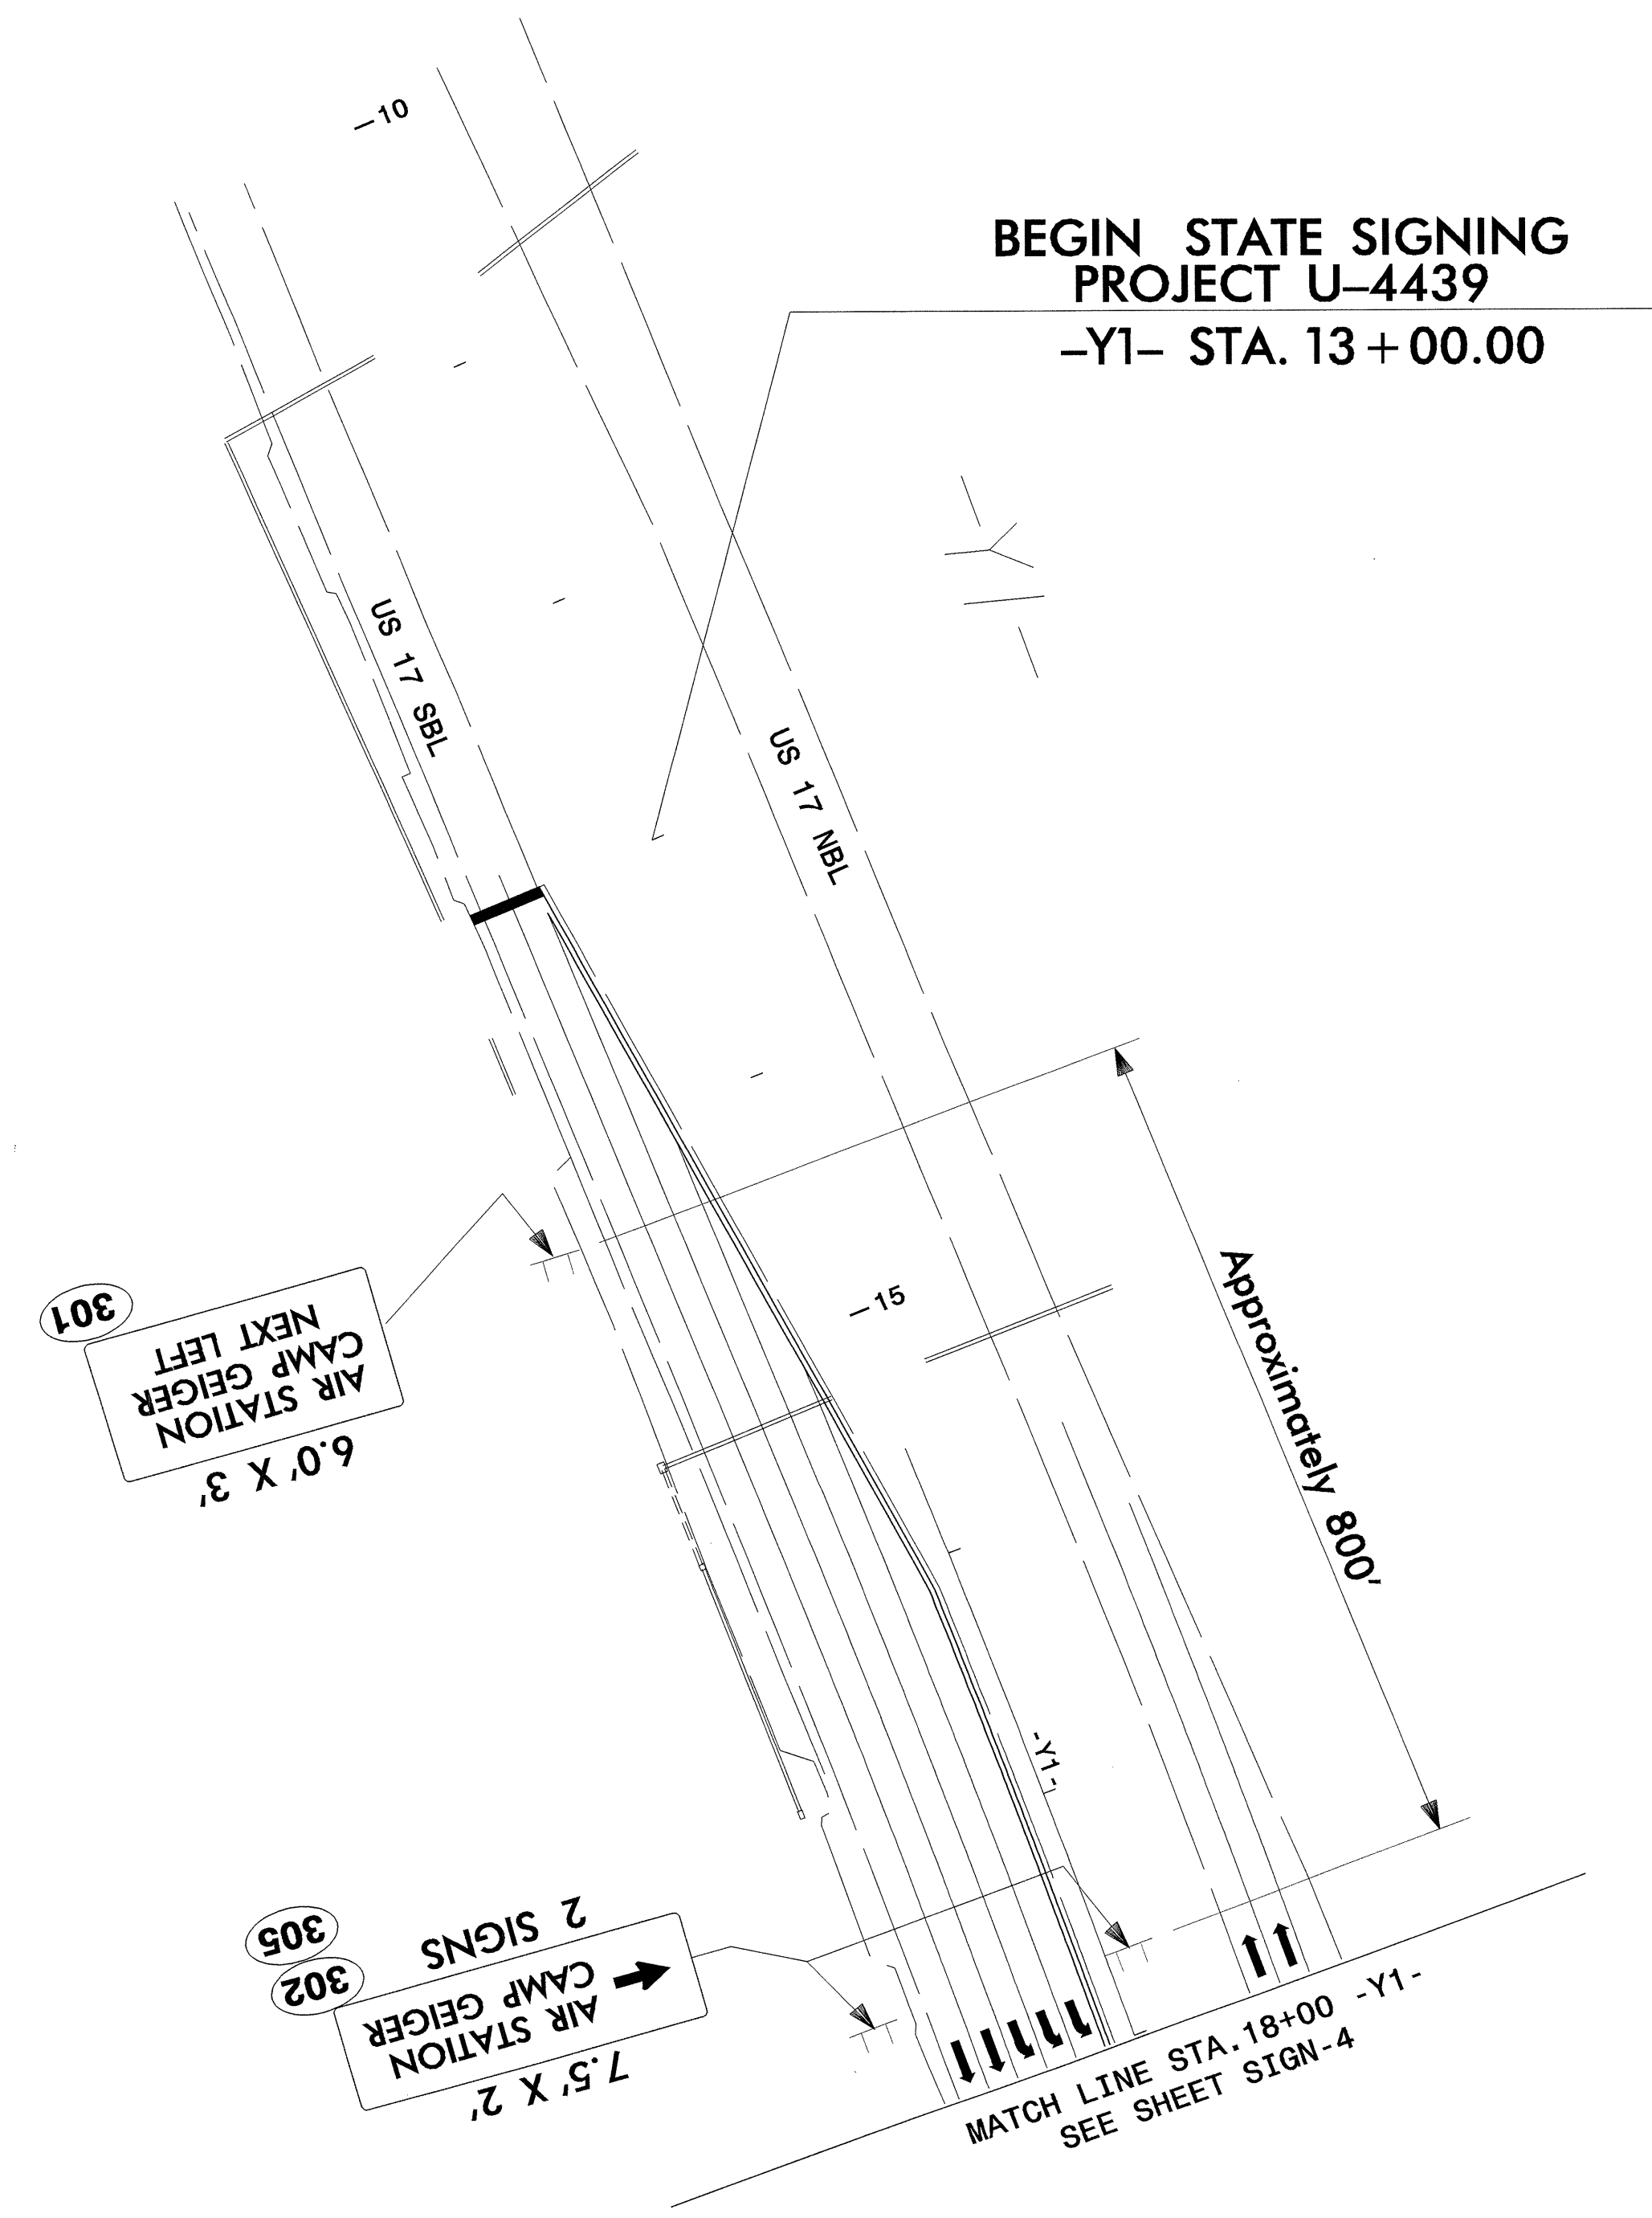 —10
BEGIN STATE SIGNING
PROJECT U–4439
–Y1– STA. 13+00.00
US 17 SBL
US 17 NBL
—15
Approximately 800'
301
AIR STATION
CAMP GEIGER
NEXT LEFT
6.0' X 3'
-Y1-
305
302
2 SIGNS
AIR STATION
CAMP GEIGER
7.5' X 2'
MATCH LINE STA.18+00 -Y1-
SEE SHEET SIGN-4